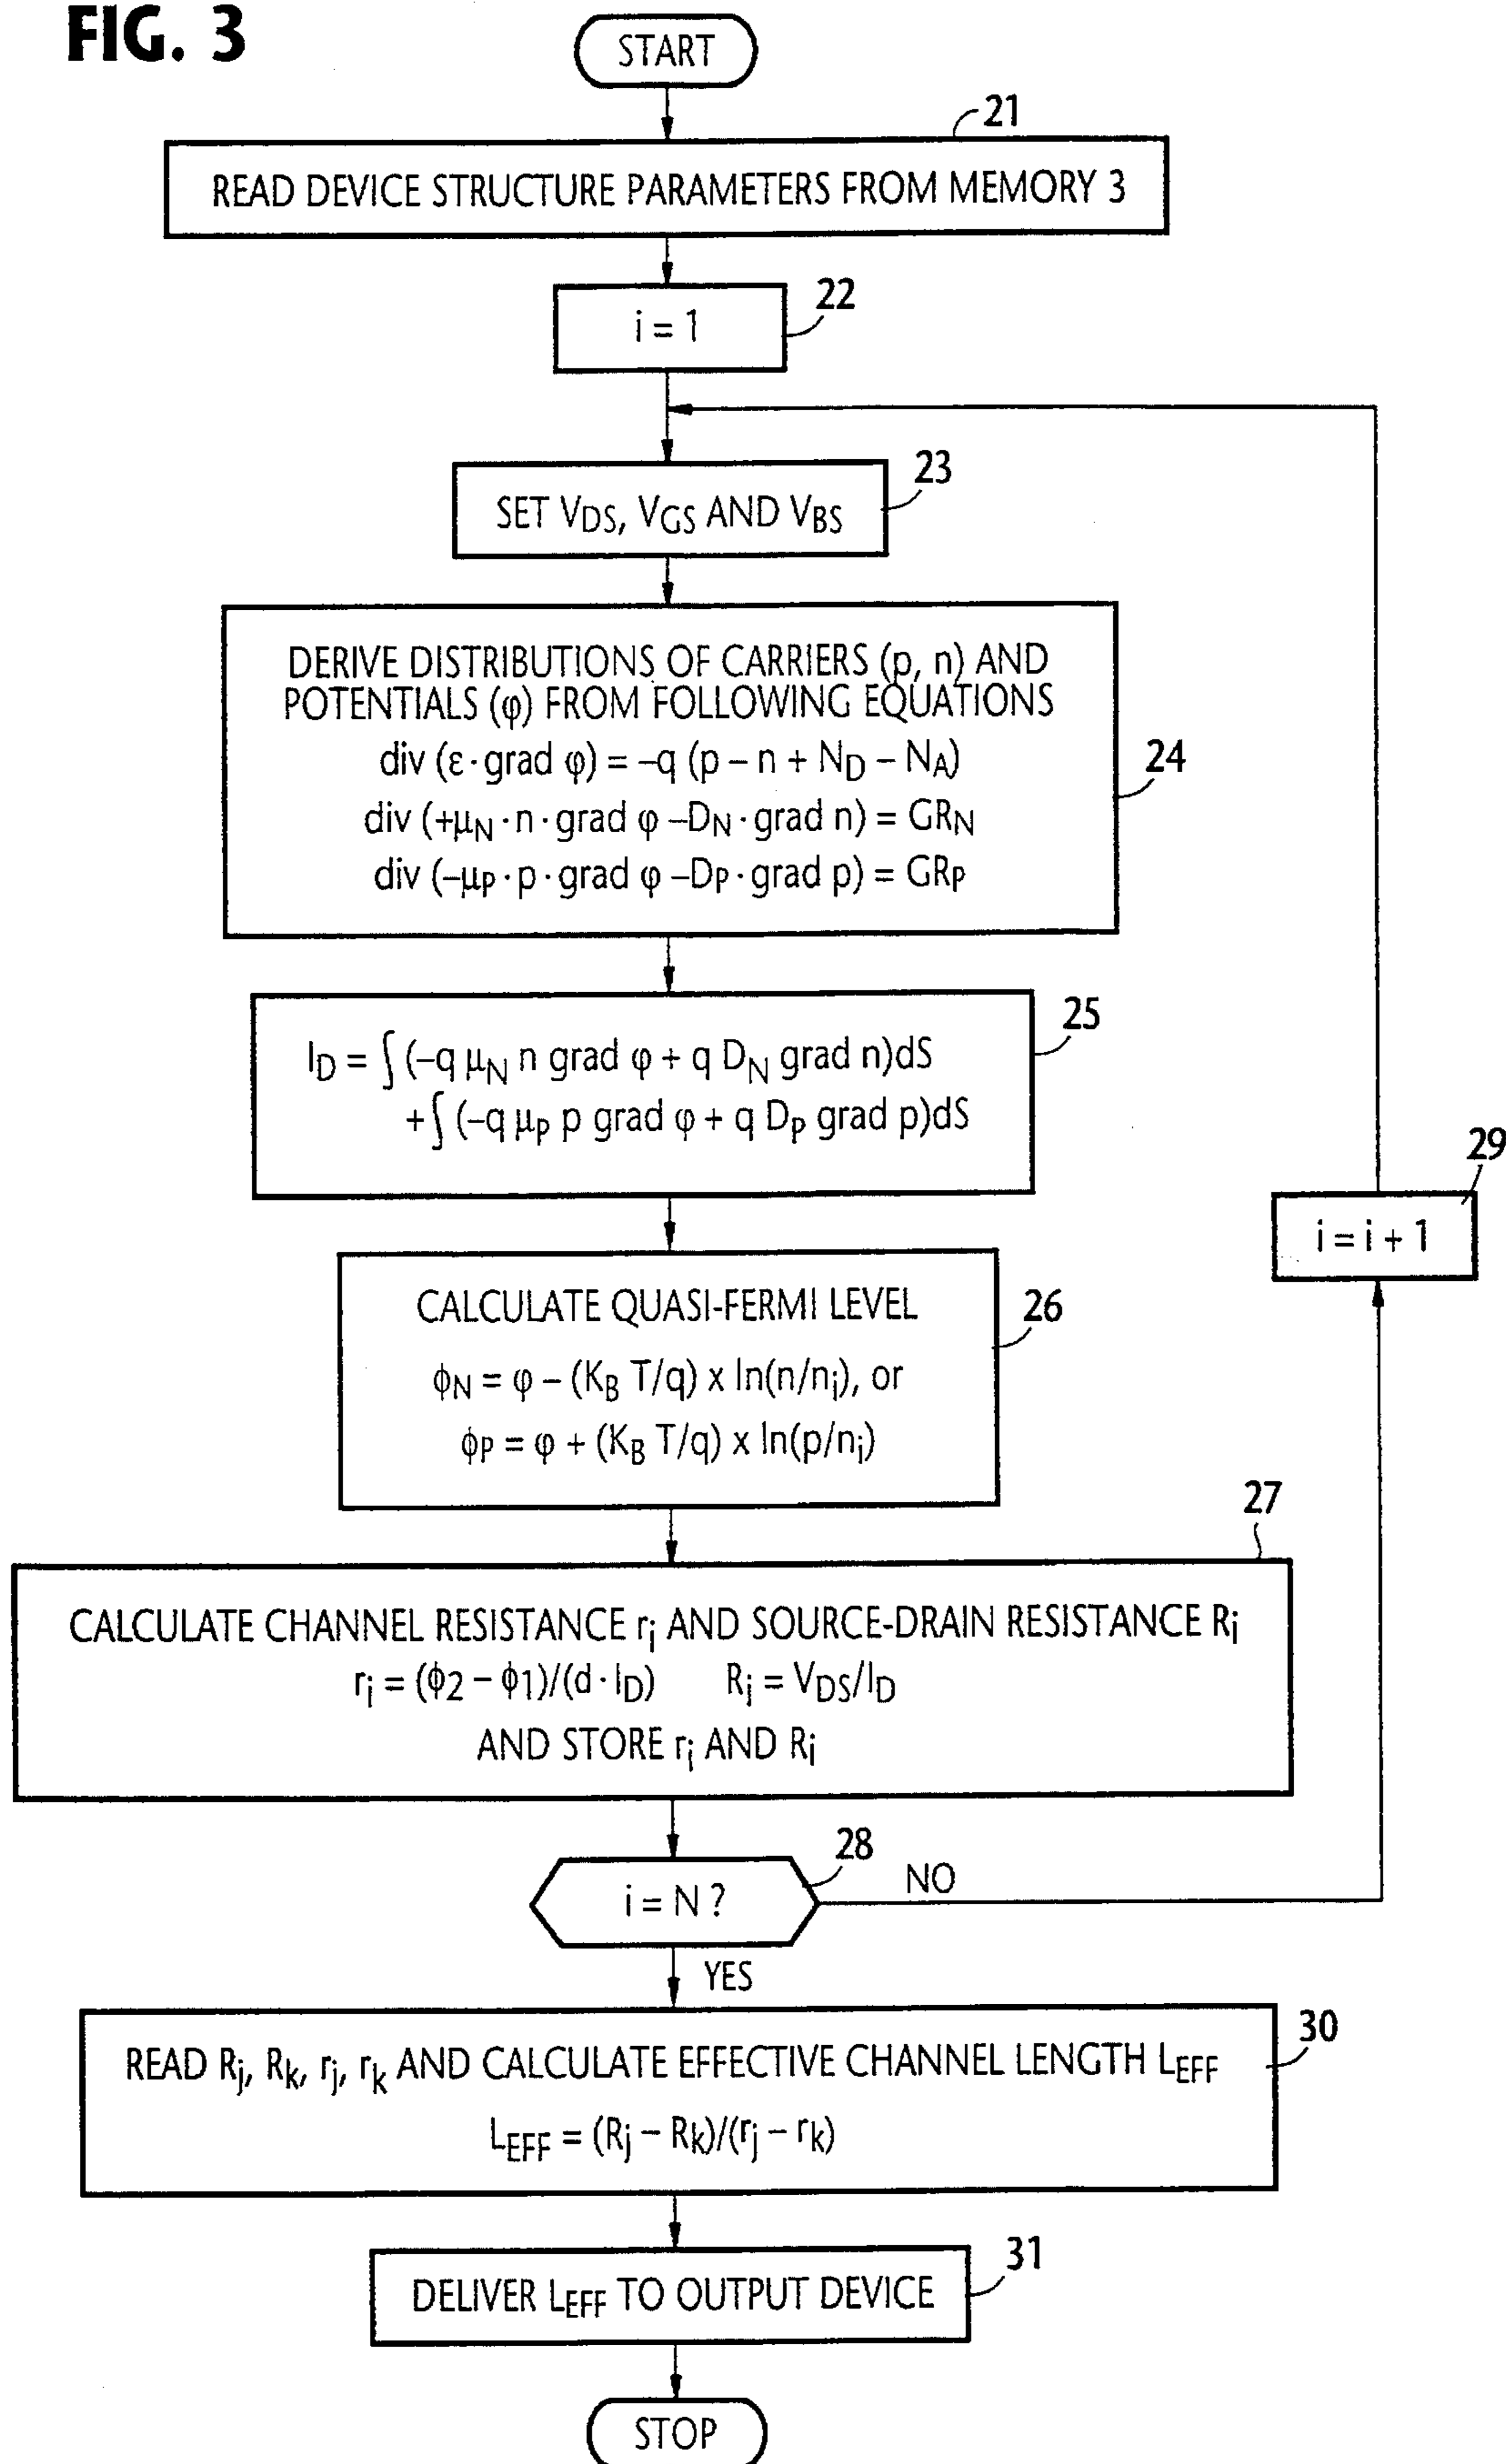 FIG. 3
START
21
READ DEVICE STRUCTURE PARAMETERS FROM MEMORY 3
22
i = 1
23
SET VDS, VGS AND VBS
24
DERIVE DISTRIBUTIONS OF CARRIERS (p, n) AND
POTENTIALS (φ) FROM FOLLOWING EQUATIONS
div (ε · grad φ) = –q (p – n + ND – NA)
div (+μN · n · grad φ –DN · grad n) = GRN
div (–μP · p · grad φ –DP · grad p) = GRP
25
ID = ∫ (–q μN n grad φ + q DN grad n)dS
+∫ (–q μP p grad φ + q DP grad p)dS
29
i = i + 1
26
CALCULATE QUASI-FERMI LEVEL
ϕN = φ – (KB T/q) x ln(n/ni), or
ϕP = φ + (KB T/q) x ln(p/ni)
27
CALCULATE CHANNEL RESISTANCE ri AND SOURCE-DRAIN RESISTANCE Ri
ri = (ϕ2 – ϕ1)/(d · ID) Ri = VDS/ID
AND STORE ri AND Ri
28
i = N ?
NO
YES
30
READ Rj, Rk, rj, rk AND CALCULATE EFFECTIVE CHANNEL LENGTH LEFF
LEFF = (Rj – Rk)/(rj – rk)
31
DELIVER LEFF TO OUTPUT DEVICE
STOP